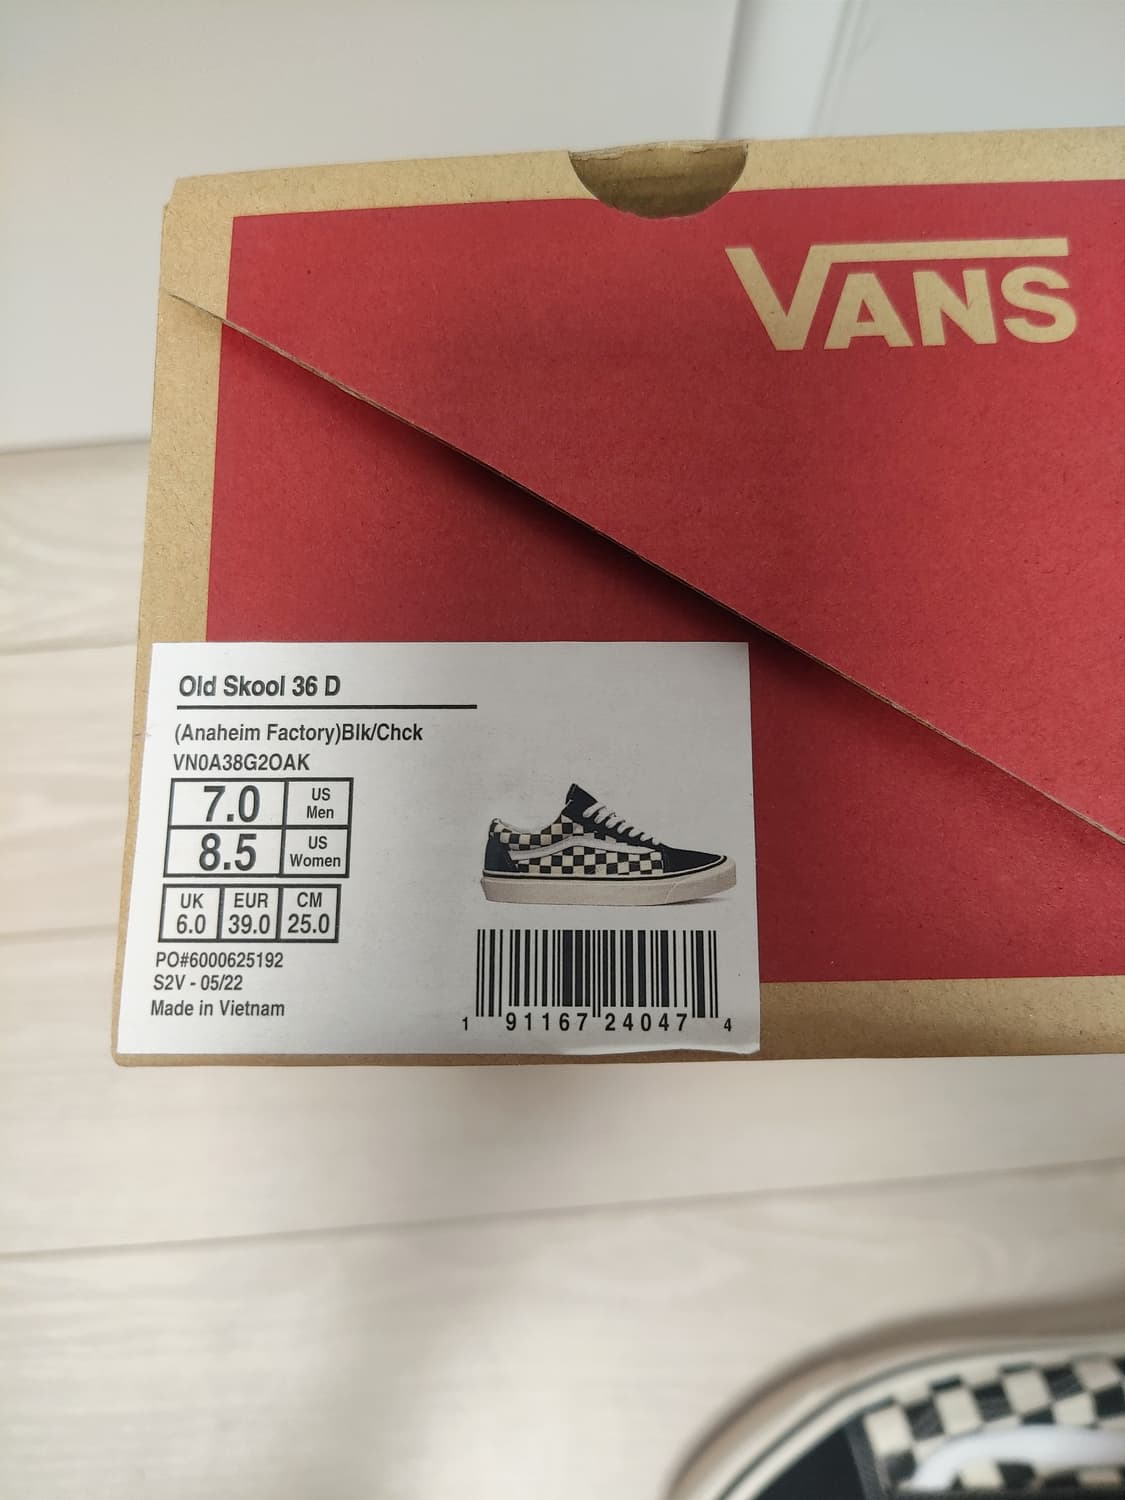 VANS
Old Skool 36 D
(Anaheim Factory)Blk/Chck
VN0A38G2OAK
7.0 US Men
8.5 US Women
UK EUR CM
6.0 39.0 25.0
PO#6000625192
S2V - 05/22
Made in Vietnam
1 91167 24047 4